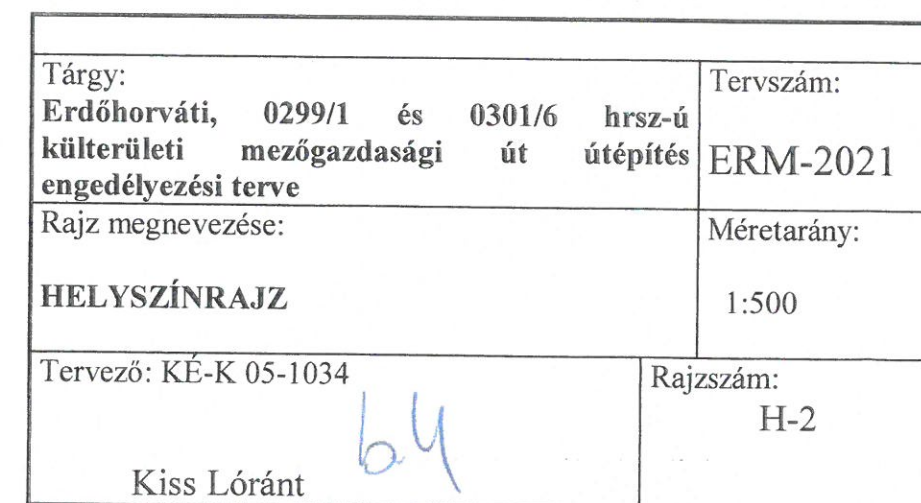 Tárgy:
Erdőhorváti, 0299/1 és 0301/6 hrsz-ú
külterületi mezőgazdasági út útépítés
engedélyezési terve
Tervszám:
ERM-2021
Rajz megnevezése:
HELYSZÍNRAJZ
Méretarány:
1:500
Tervező: KÉ-K 05-1034
Kiss Lóránt
Rajzszám:
H-2